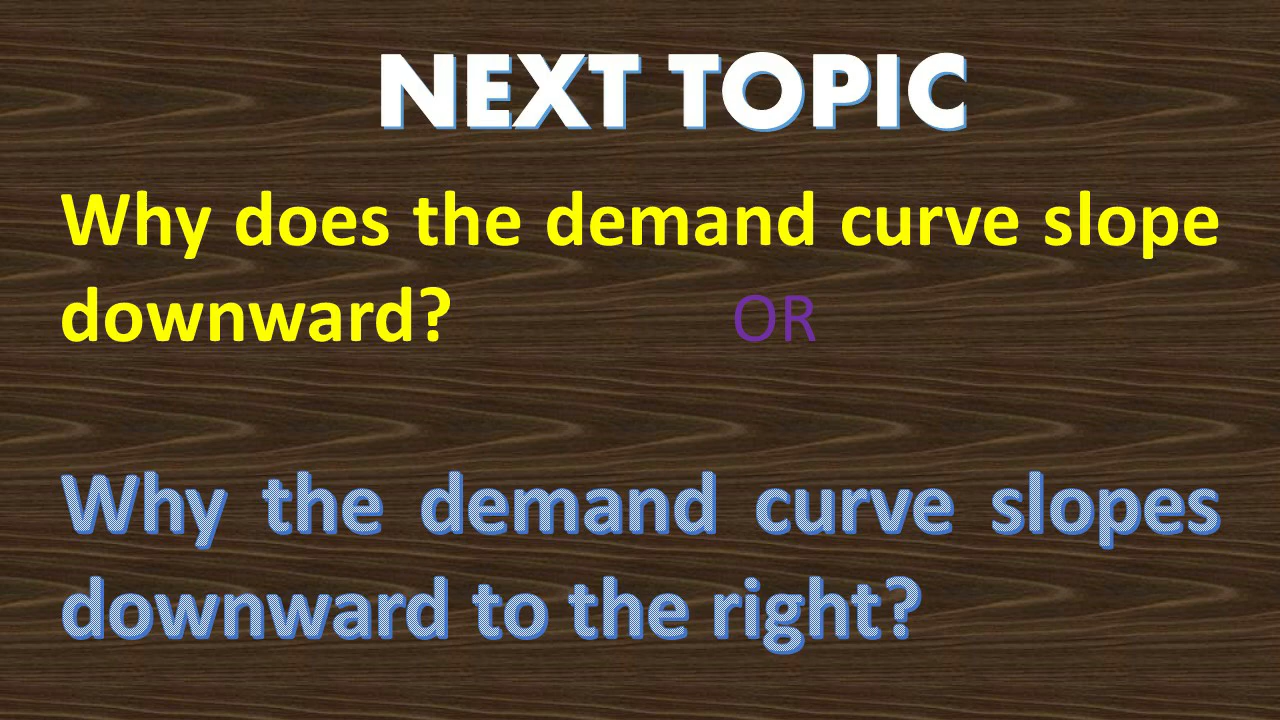 NEXT TOPIC
Why does the demand curve slope
downward? OR
Why the demand curve slopes
downward to the right?